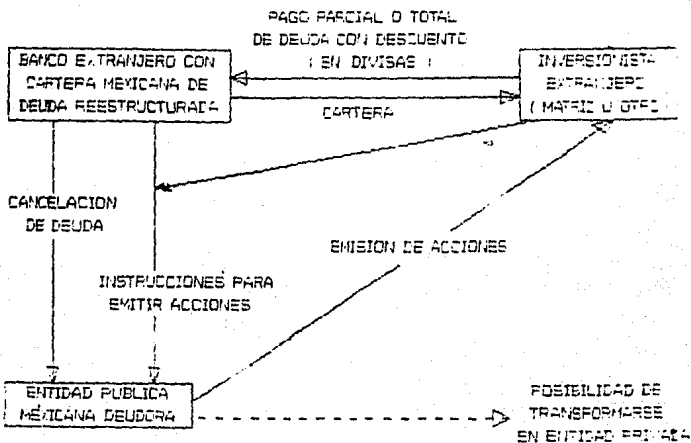 PAGO PARCIAL O TOTAL
DE DEUDA CON DESCUENTO
( EN DIVISAS )
BANCO EXTRANJERO CON
CARTERA MEXICANA DE
DEUDA REESTRUCTURADA
INVERSIONISTA
EXTRANJERO
( MATRIZ U OTRO )
CARTERA
CANCELACION
DE DEUDA
EMISION DE ACCIONES
INSTRUCCIONES PARA
EMITIR ACCIONES
ENTIDAD PUBLICA
MEXICANA DEUDORA
POSIBILIDAD DE
TRANSFORMARSE
EN ENTIDAD PRIVADA